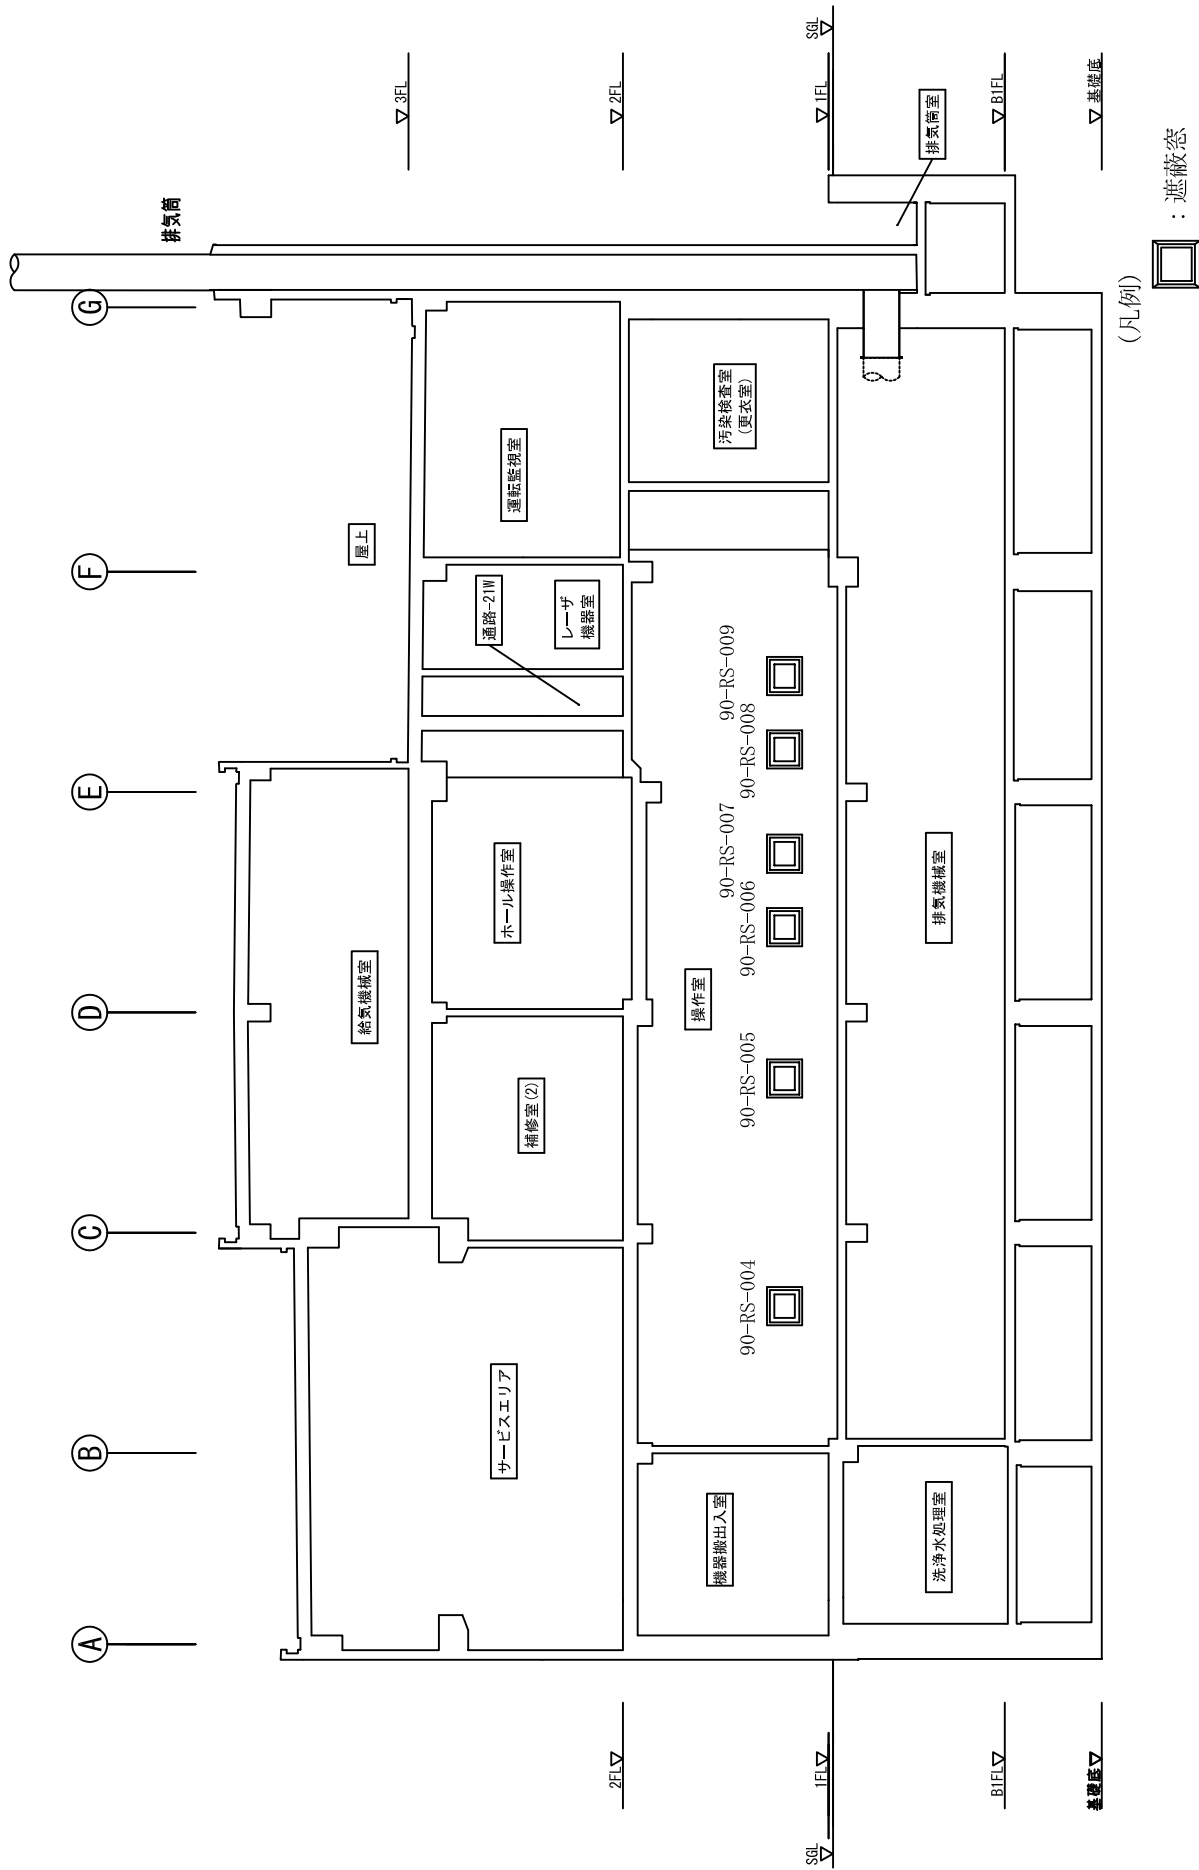 Ⓐ
Ⓑ
Ⓒ
Ⓓ
Ⓔ
Ⓕ
Ⓖ
排気筒
屋上
給気機械室
3FL
サービスエリア
補修室(2)
ホール操作室
通路-21W
レーザ
機器室
運転監視室
2FL
2FL
機器搬出入室
操作室
汚染検査室
(更衣室)
90-RS-004
90-RS-005
90-RS-006
90-RS-007
90-RS-008
90-RS-009
SGL
1FL
SGL
1FL
洗浄水処理室
排気機械室
排気筒室
B1FL
B1FL
基礎底
基礎底
(凡例)
：遮蔽窓